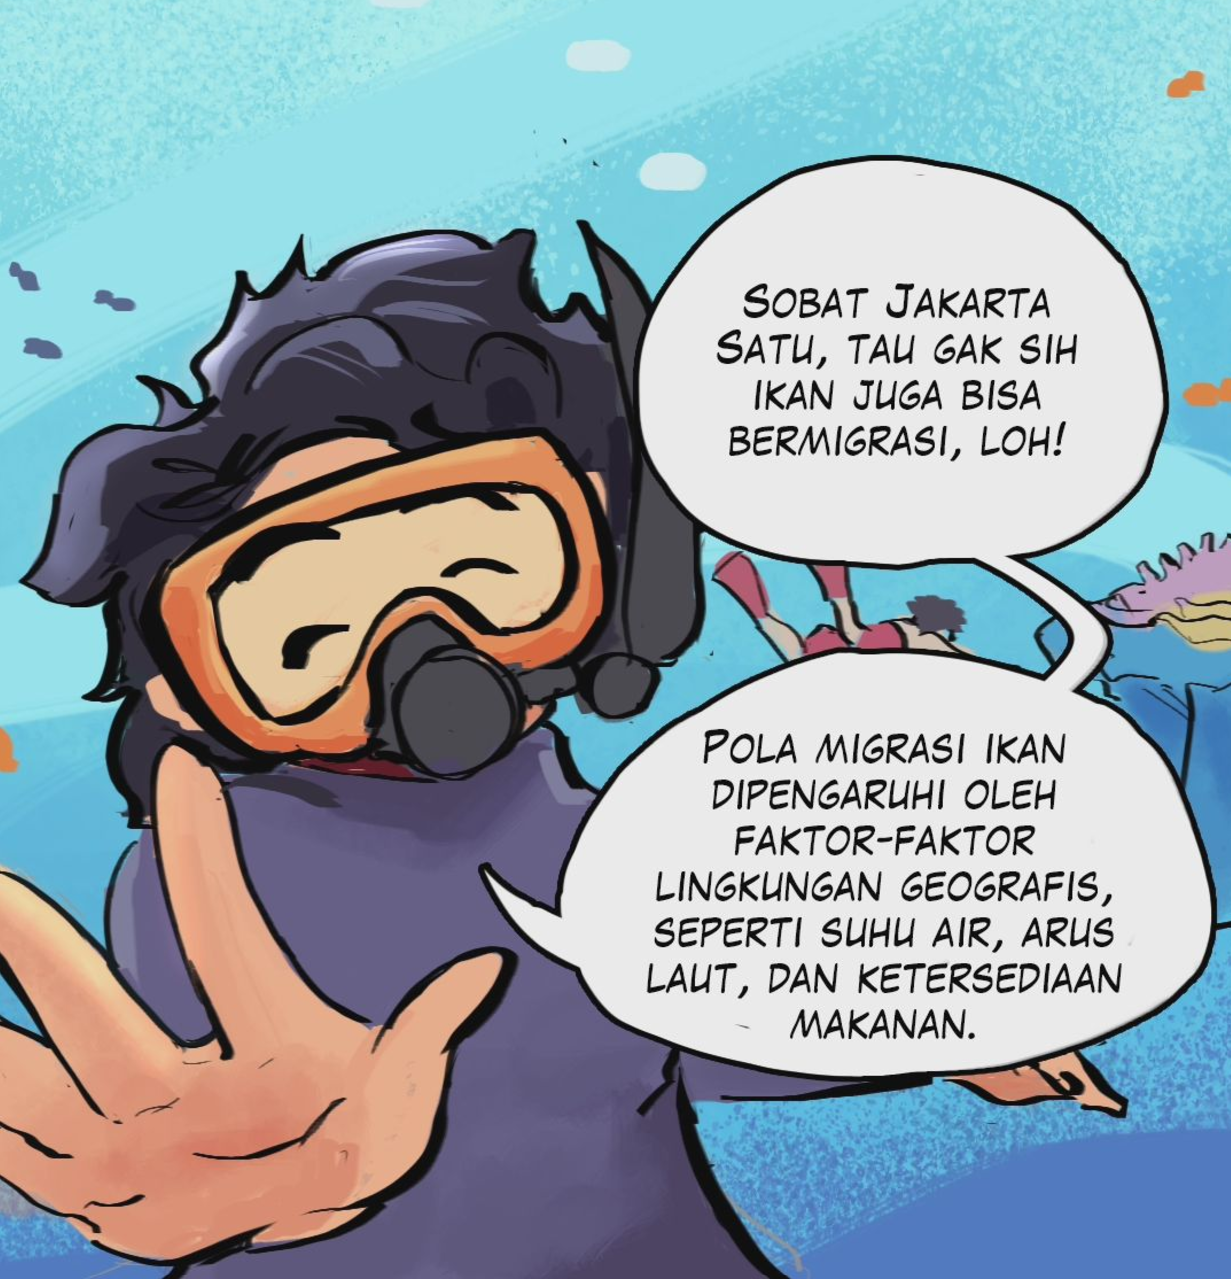 SOBAT JAKARTA
SATU, TAU GAK SIH
IKAN JUGA BISA
BERMIGRASI, LOH!
POLA MIGRASI IKAN
DIPENGARUHI OLEH
FAKTOR-FAKTOR
LINGKUNGAN GEOGRAFIS,
SEPERTI SUHU AIR, ARUS
LAUT, DAN KETERSEDIAAN
MAKANAN.